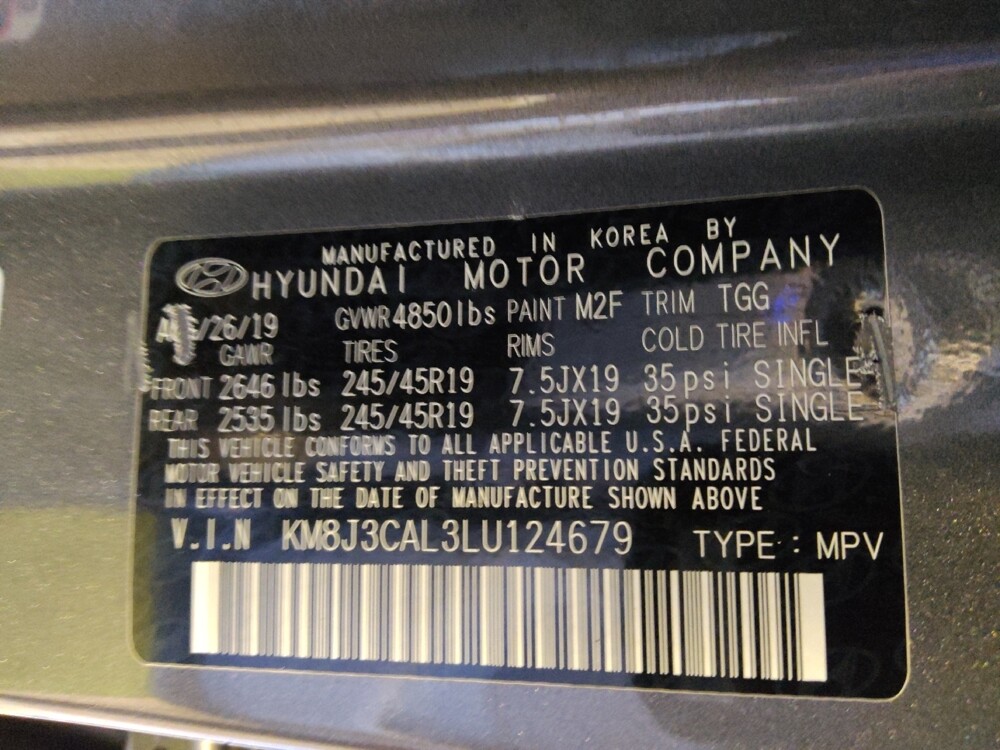 MANUFACTURED IN KOREA BY
HYUNDAI MOTOR COMPANY
/26/19 GVWR 4850lbs PAINT M2F TRIM TGG
GAWR TIRES RIMS COLD TIRE INFL
FRONT 2646 lbs 245/45R19 7.5JX19 35psi SINGLE
REAR 2535 lbs 245/45R19 7.5JX19 35psi SINGLE
THIS VEHICLE CONFORMS TO ALL APPLICABLE U.S.A. FEDERAL
MOTOR VEHICLE SAFETY AND THEFT PREVENTION STANDARDS
IN EFFECT ON THE DATE OF MANUFACTURE SHOWN ABOVE
V.I.N KM8J3CAL3LU124679 TYPE : MPV